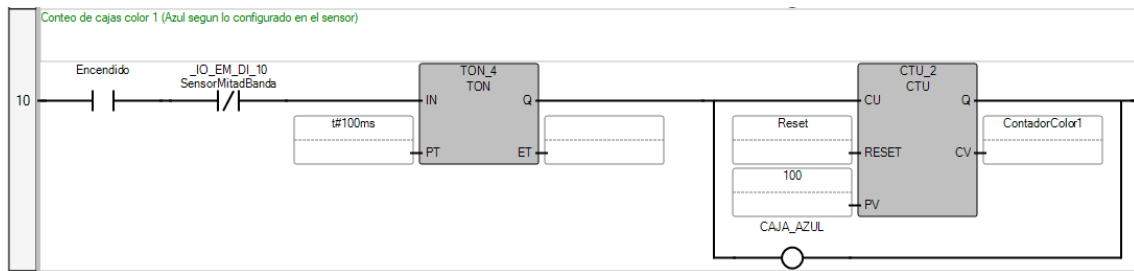 Conteo de cajas color 1 (Azul segun lo configurado en el sensor)
10
Encendido
_IO_EM_DI_10
SensorMitadBanda
TON_4
TON
IN
Q
t#100ms
PT
ET
CTU_2
CTU
CU
Q
Reset
RESET
CV
ContadorColor1
100
PV
CAJA_AZUL